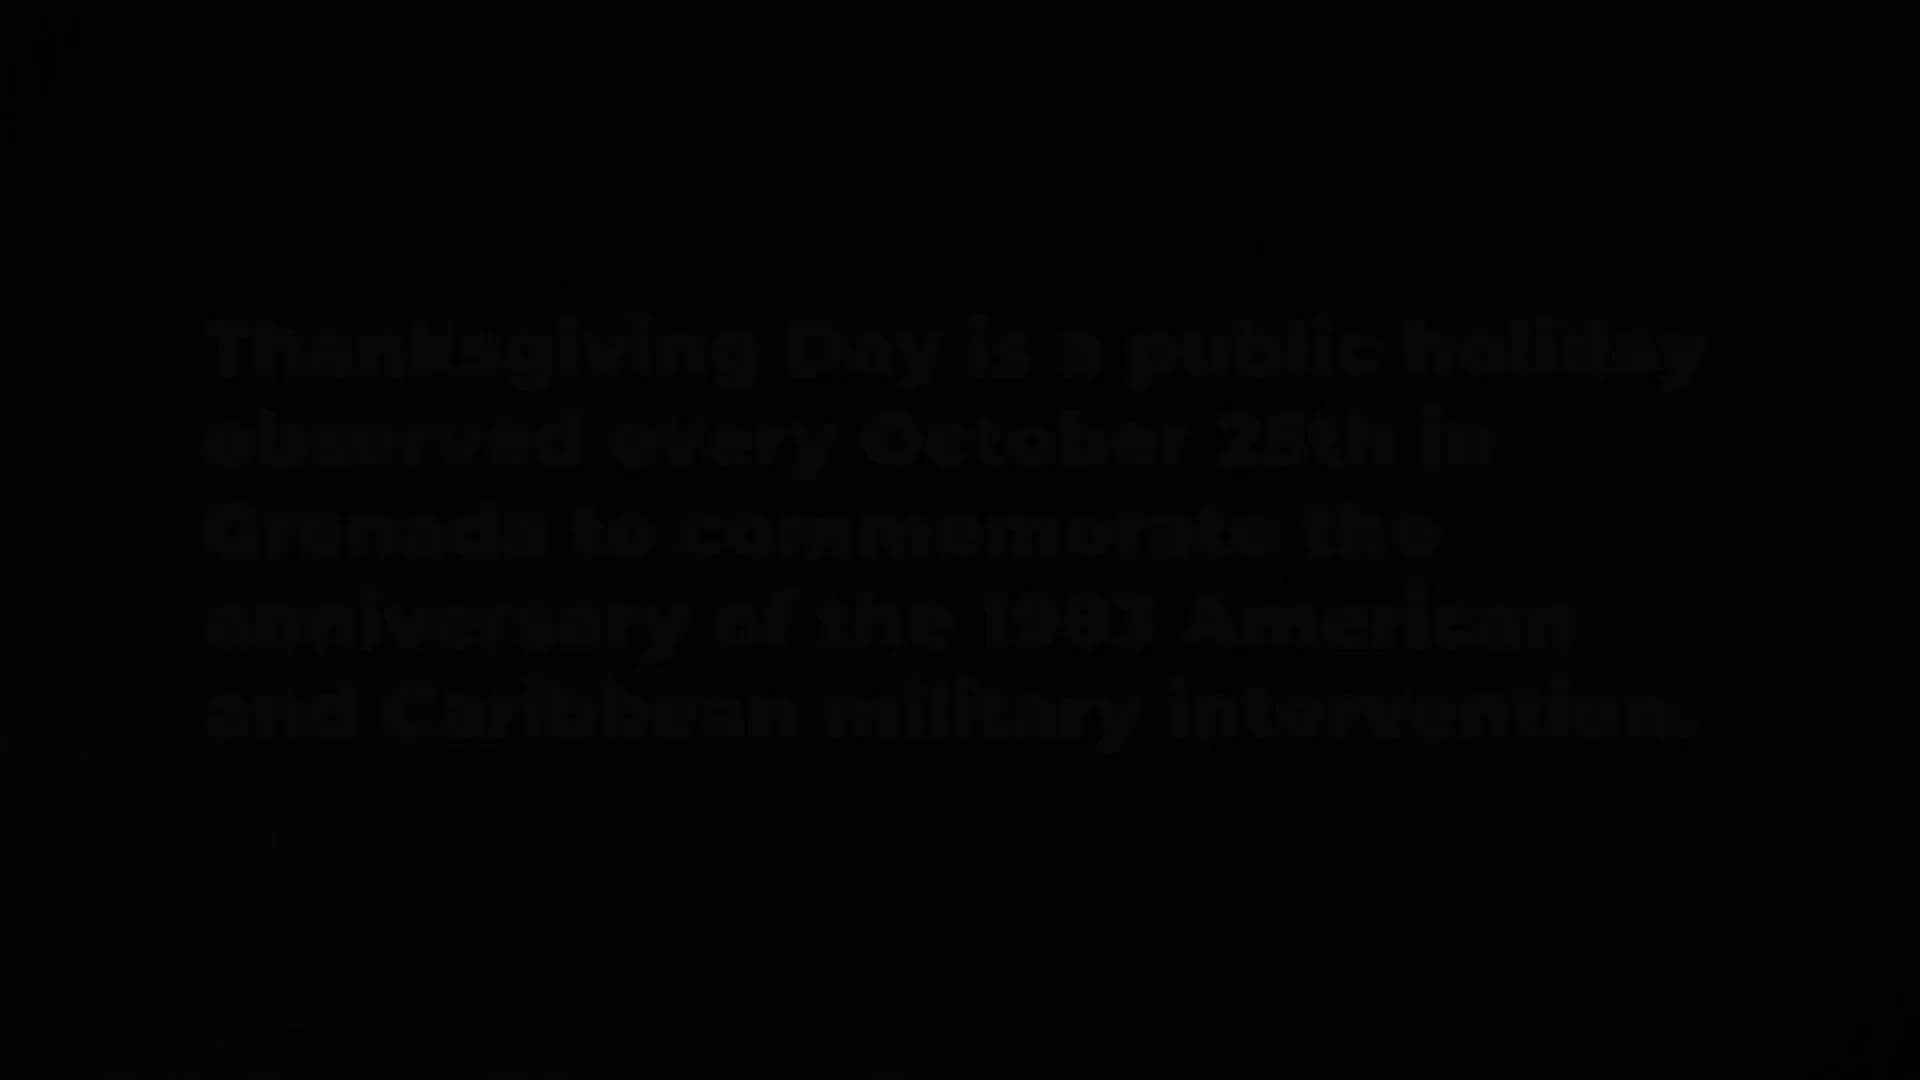 Thanksgiving Day is a public holiday
observed every October 25th in
Grenada to commemorate the
anniversary of the 1983 American
and Caribbean military intervention.